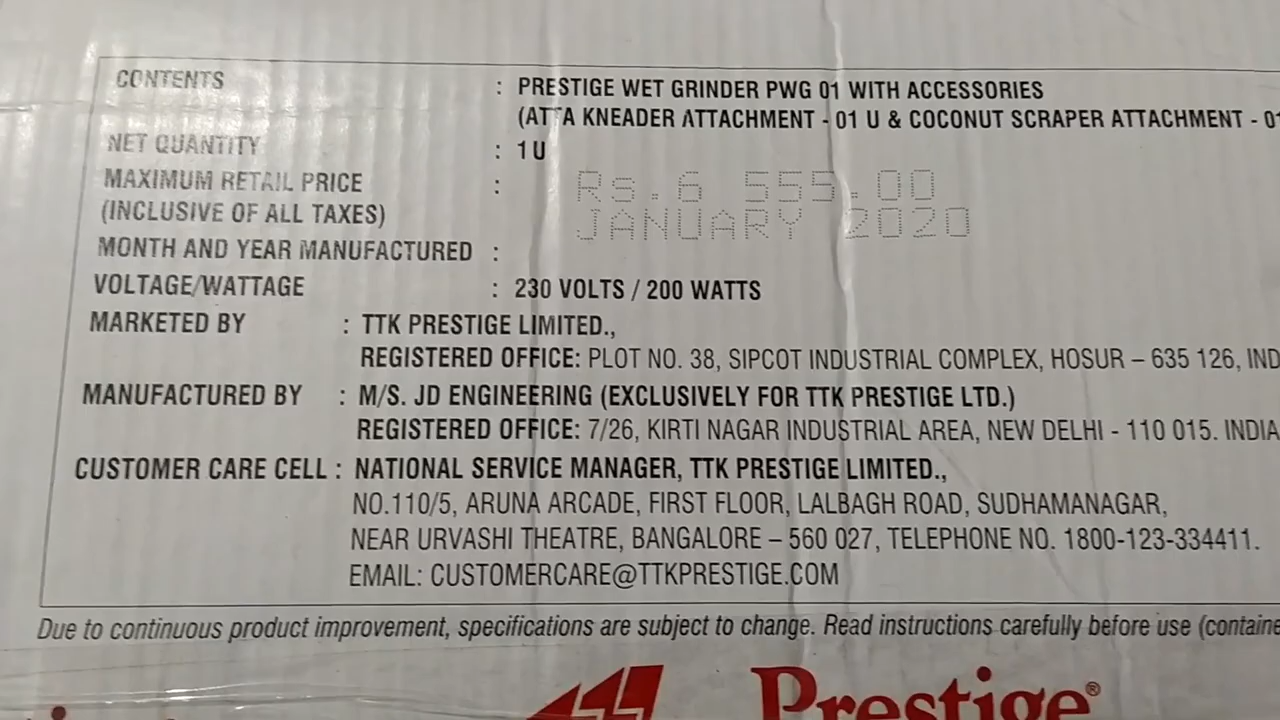 CONTENTS : PRESTIGE WET GRINDER PWG 01 WITH ACCESSORIES
(ATTA KNEADER ATTACHMENT - 01 U & COCONUT SCRAPER ATTACHMENT - 01
NET QUANTITY : 1 U
MAXIMUM RETAIL PRICE : Rs.6 555.00
(INCLUSIVE OF ALL TAXES) JANUARY 2020
MONTH AND YEAR MANUFACTURED :
VOLTAGE/WATTAGE : 230 VOLTS / 200 WATTS
MARKETED BY : TTK PRESTIGE LIMITED.,
REGISTERED OFFICE: PLOT NO. 38, SIPCOT INDUSTRIAL COMPLEX, HOSUR – 635 126, IND
MANUFACTURED BY : M/S. JD ENGINEERING (EXCLUSIVELY FOR TTK PRESTIGE LTD.)
REGISTERED OFFICE: 7/26, KIRTI NAGAR INDUSTRIAL AREA, NEW DELHI - 110 015. INDIA
CUSTOMER CARE CELL : NATIONAL SERVICE MANAGER, TTK PRESTIGE LIMITED.,
NO.110/5, ARUNA ARCADE, FIRST FLOOR, LALBAGH ROAD, SUDHAMANAGAR,
NEAR URVASHI THEATRE, BANGALORE – 560 027, TELEPHONE NO. 1800-123-334411.
EMAIL: CUSTOMERCARE@TTKPRESTIGE.COM
Due to continuous product improvement, specifications are subject to change. Read instructions carefully before use (containe
Prestige®